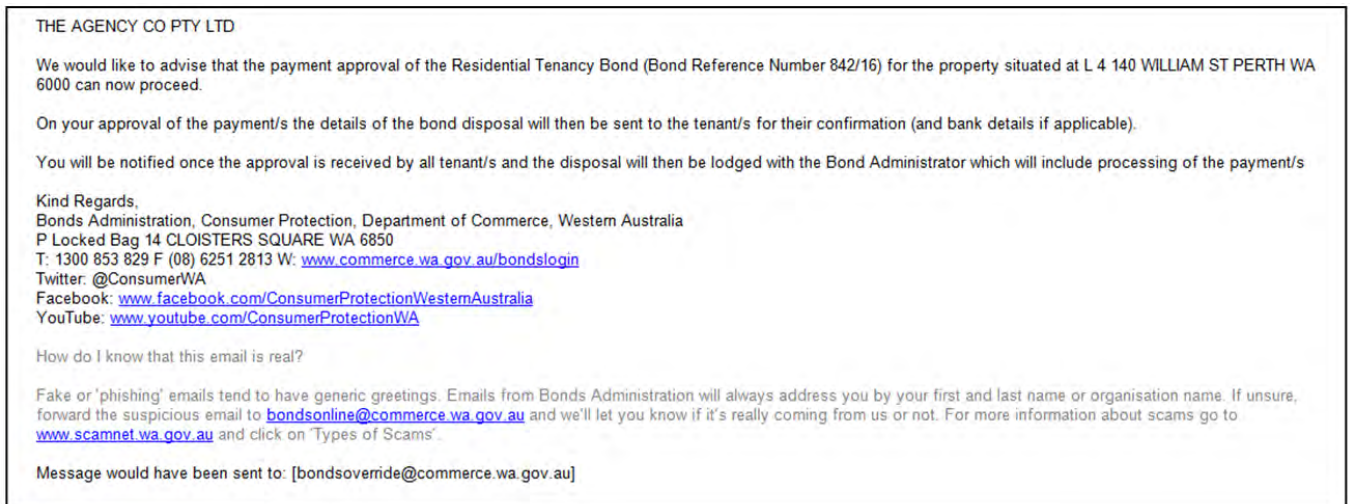 THE AGENCY CO PTY LTD
We would like to advise that the payment approval of the Residential Tenancy Bond (Bond Reference Number 842/16) for the property situated at L 4 140 WILLIAM ST PERTH WA
6000 can now proceed.
On your approval of the payment/s the details of the bond disposal will then be sent to the tenant/s for their confirmation (and bank details if applicable).
You will be notified once the approval is received by all tenant/s and the disposal will then be lodged with the Bond Administrator which will include processing of the payment/s
Kind Regards,
Bonds Administration, Consumer Protection, Department of Commerce, Western Australia
P Locked Bag 14 CLOISTERS SQUARE WA 6850
T: 1300 853 829 F (08) 6251 2813 W: www.commerce.wa.gov.au/bondslogin
Twitter: @ConsumerWA
Facebook: www.facebook.com/ConsumerProtectionWesternAustralia
YouTube: www.youtube.com/ConsumerProtectionWA
How do I know that this email is real?
Fake or 'phishing' emails tend to have generic greetings. Emails from Bonds Administration will always address you by your first and last name or organisation name. If unsure,
forward the suspicious email to bondsonline@commerce.wa.gov.au and we'll let you know if it's really coming from us or not. For more information about scams go to
www.scamnet.wa.gov.au and click on 'Types of Scams'.
Message would have been sent to: [bondsoverride@commerce.wa.gov.au]